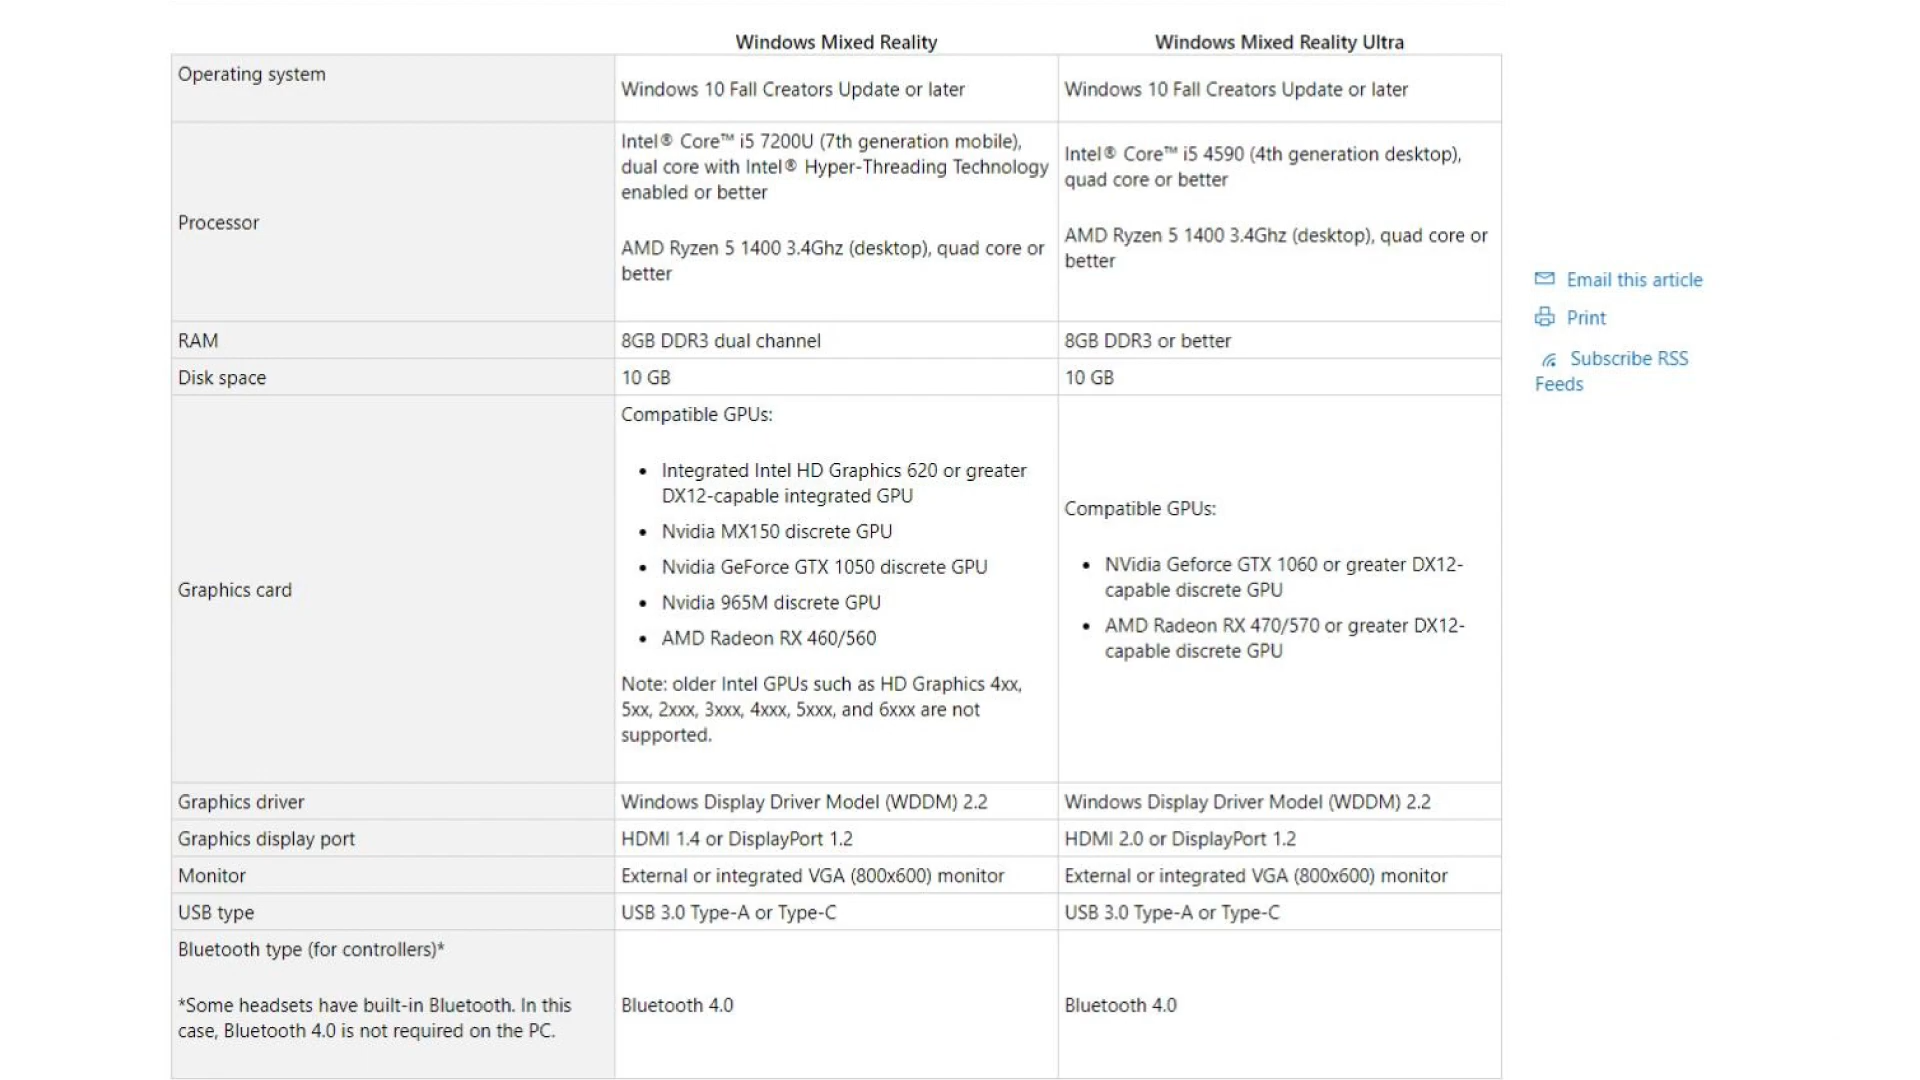 Windows Mixed Reality
Windows Mixed Reality Ultra
Operating system
Windows 10 Fall Creators Update or later
Windows 10 Fall Creators Update or later
Processor
Intel® Core™ i5 7200U (7th generation mobile),
dual core with Intel® Hyper-Threading Technology
enabled or better
AMD Ryzen 5 1400 3.4Ghz (desktop), quad core or
better
Intel® Core™ i5 4590 (4th generation desktop),
quad core or better
AMD Ryzen 5 1400 3.4Ghz (desktop), quad core or
better
RAM
8GB DDR3 dual channel
8GB DDR3 or better
Disk space
10 GB
10 GB
Graphics card
Compatible GPUs:
• Integrated Intel HD Graphics 620 or greater
DX12-capable integrated GPU
• Nvidia MX150 discrete GPU
• Nvidia GeForce GTX 1050 discrete GPU
• Nvidia 965M discrete GPU
• AMD Radeon RX 460/560
Note: older Intel GPUs such as HD Graphics 4xx,
5xx, 2xxx, 3xxx, 4xxx, 5xxx, and 6xxx are not
supported.
Compatible GPUs:
• NVidia Geforce GTX 1060 or greater DX12-
capable discrete GPU
• AMD Radeon RX 470/570 or greater DX12-
capable discrete GPU
Graphics driver
Windows Display Driver Model (WDDM) 2.2
Windows Display Driver Model (WDDM) 2.2
Graphics display port
HDMI 1.4 or DisplayPort 1.2
HDMI 2.0 or DisplayPort 1.2
Monitor
External or integrated VGA (800x600) monitor
External or integrated VGA (800x600) monitor
USB type
USB 3.0 Type-A or Type-C
USB 3.0 Type-A or Type-C
Bluetooth type (for controllers)*
*Some headsets have built-in Bluetooth. In this
case, Bluetooth 4.0 is not required on the PC.
Bluetooth 4.0
Bluetooth 4.0
Email this article
Print
Subscribe RSS
Feeds